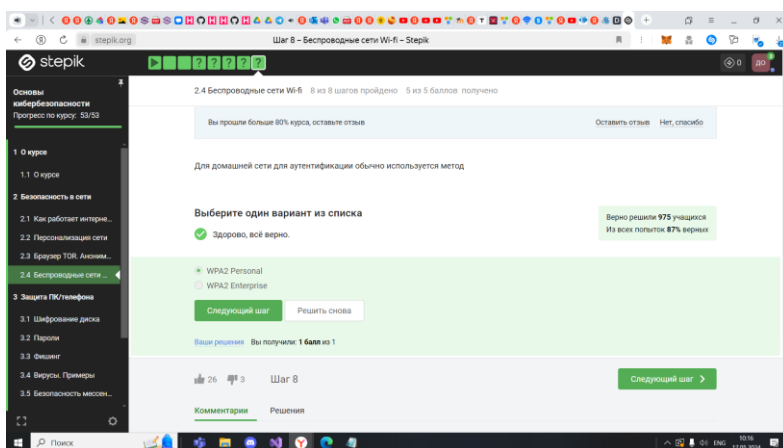 stepik.org
Шаг 8 – Беспроводные сети Wi-fi – Stepik
stepik
0
ДО
Основы
кибербезопасности
Прогресс по курсу: 53/53
2.4 Беспроводные сети Wi-fi 8 из 8 шагов пройдено 5 из 5 баллов получено
Вы прошли больше 80% курса, оставьте отзыв
Оставить отзыв Нет, спасибо
1 О курсе
1.1 О курсе
2 Безопасность в сети
2.1 Как работает интерне...
2.2 Персонализация сети
2.3 Браузер TOR. Аноним...
2.4 Беспроводные сети ...
3 Защита ПК/телефона
3.1 Шифрование диска
3.2 Пароли
3.3 Фишинг
3.4 Вирусы. Примеры
3.5 Безопасность мессен...
Для домашней сети для аутентификации обычно используется метод
Выберите один вариант из списка
Здорово, всё верно.
Верно решили 975 учащихся
Из всех попыток 87% верных
WPA2 Personal
WPA2 Enterprise
Следующий шаг
Решить снова
Ваши решения Вы получили: 1 балл из 1
26 3 Шаг 8
Следующий шаг
Комментарии Решения
Поиск
ENG
10:16
17.05.2024